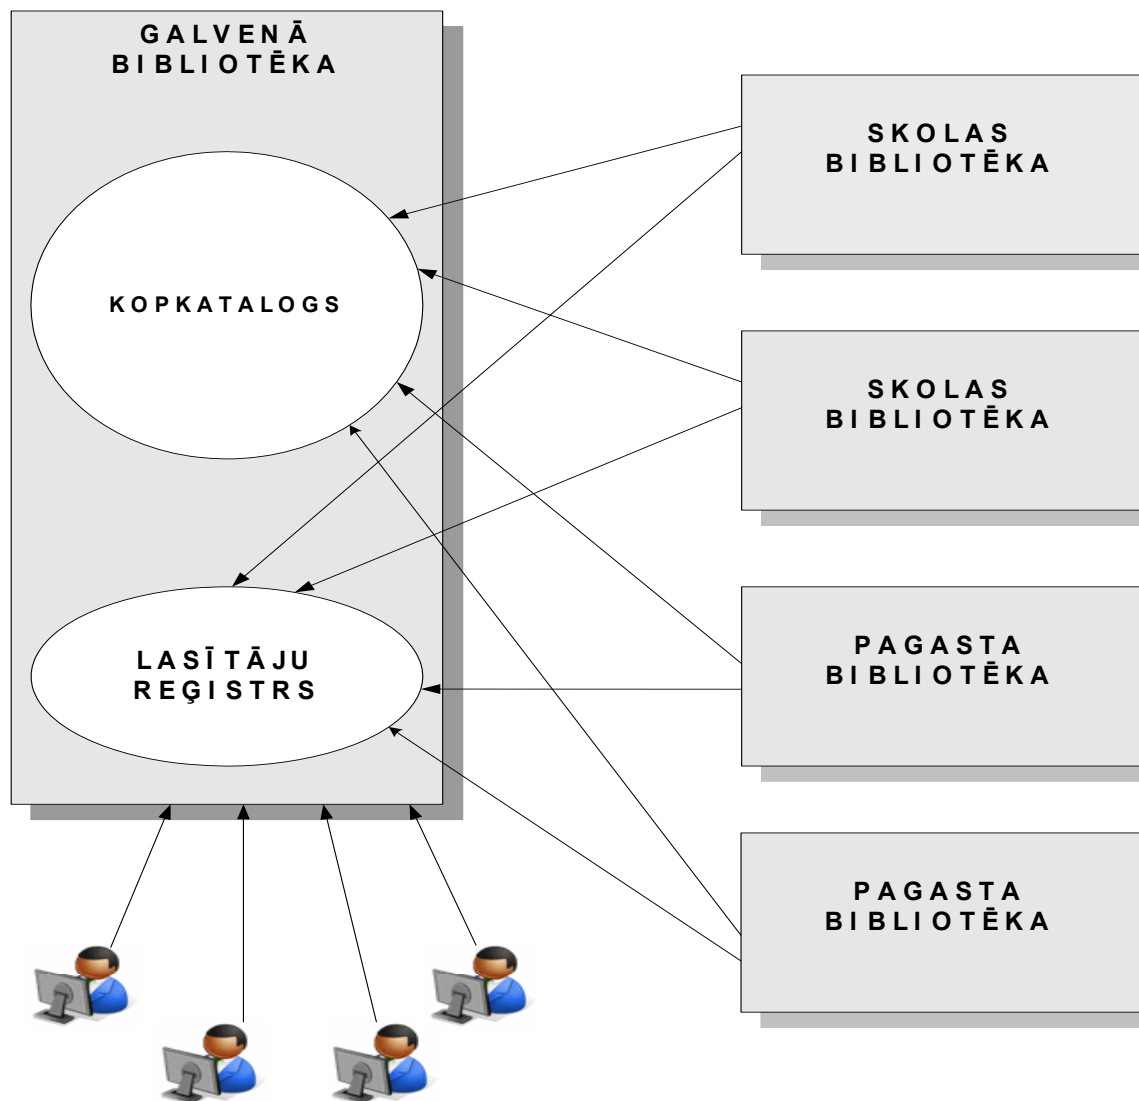 GALVENĀ
BIBLIOTĒKA
KOPKATALOGS
LASĪTĀJU
REĢISTRS
SKOLAS
BIBLIOTĒKA
SKOLAS
BIBLIOTĒKA
PAGASTA
BIBLIOTĒKA
PAGASTA
BIBLIOTĒKA